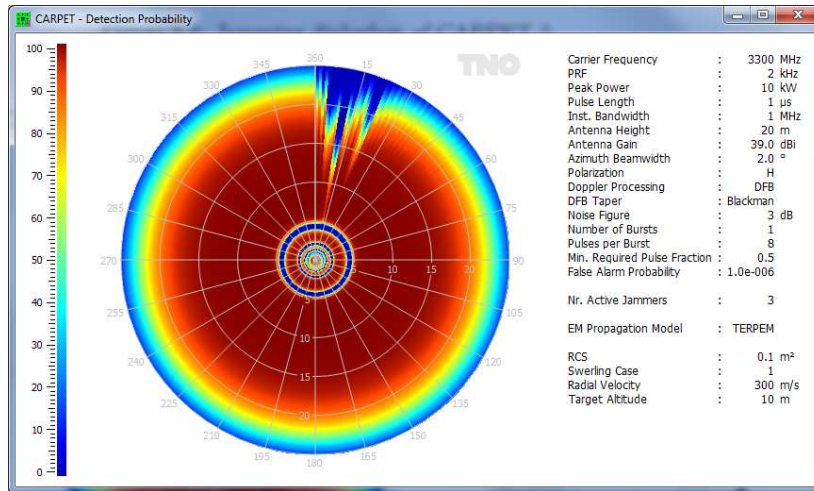 CARPET - Detection Probability
TNO
100
90
80
70
60
50
40
30
20
10
0
360
15
30
45
60
75
90
105
120
135
150
165
180
195
210
225
240
255
270
285
300
315
330
345
5
10
15
20
5
10
15
20
Carrier Frequency : 3300 MHz
PRF : 2 kHz
Peak Power : 10 kW
Pulse Length : 1 µs
Inst. Bandwidth : 1 MHz
Antenna Height : 20 m
Antenna Gain : 39.0 dBi
Azimuth Beamwidth : 2.0 °
Polarization : H
Doppler Processing : DFB
DFB Taper : Blackman
Noise Figure : 3 dB
Number of Bursts : 1
Pulses per Burst : 8
Min. Required Pulse Fraction : 0.5
False Alarm Probability : 1.0e-006
Nr. Active Jammers : 3
EM Propagation Model : TERPEM
RCS : 0.1 m²
Swerling Case : 1
Radial Velocity : 300 m/s
Target Altitude : 10 m